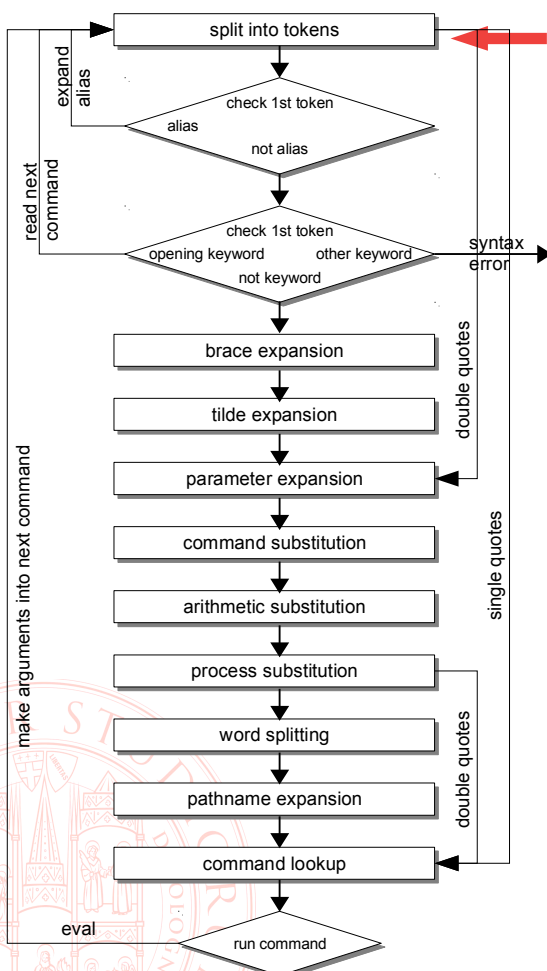 split into tokens
expand
alias
check 1st token
alias
not alias
read next
command
check 1st token
opening keyword
other keyword
not keyword
syntax
error
brace expansion
tilde expansion
double quotes
parameter expansion
command substitution
single quotes
arithmetic substitution
make arguments into next command
process substitution
word splitting
double quotes
pathname expansion
command lookup
eval
run command